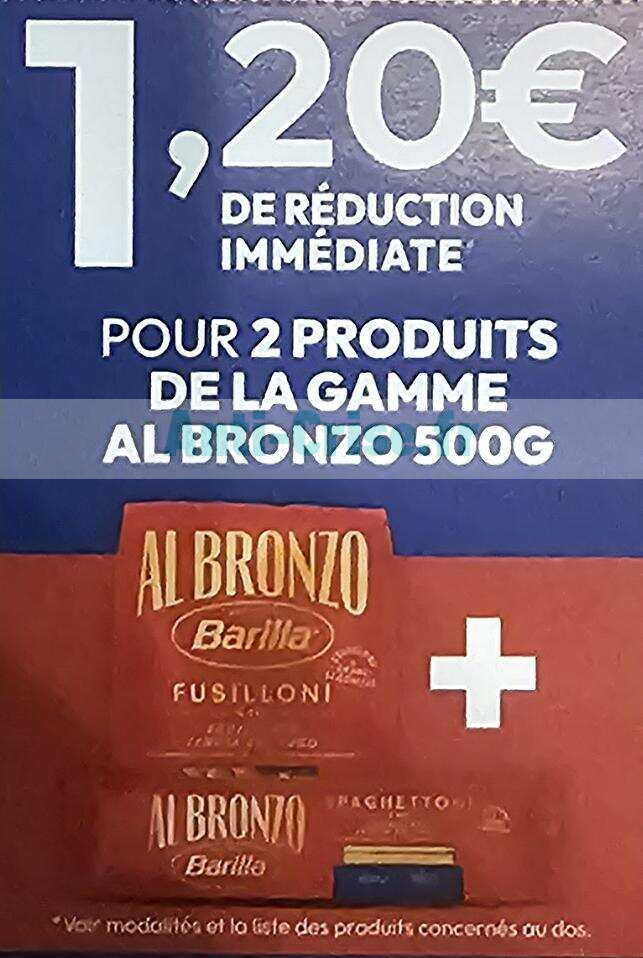 1,20€
DE RÉDUCTION
IMMÉDIATE
POUR 2 PRODUITS
DE LA GAMME
AL BRONZO 500G
AL BRONZO
Barilla
FUSILLONI
AL BRONZO
Barilla
SPAGHETTONI
*Voir modalités et la liste des produits concernés au dos.